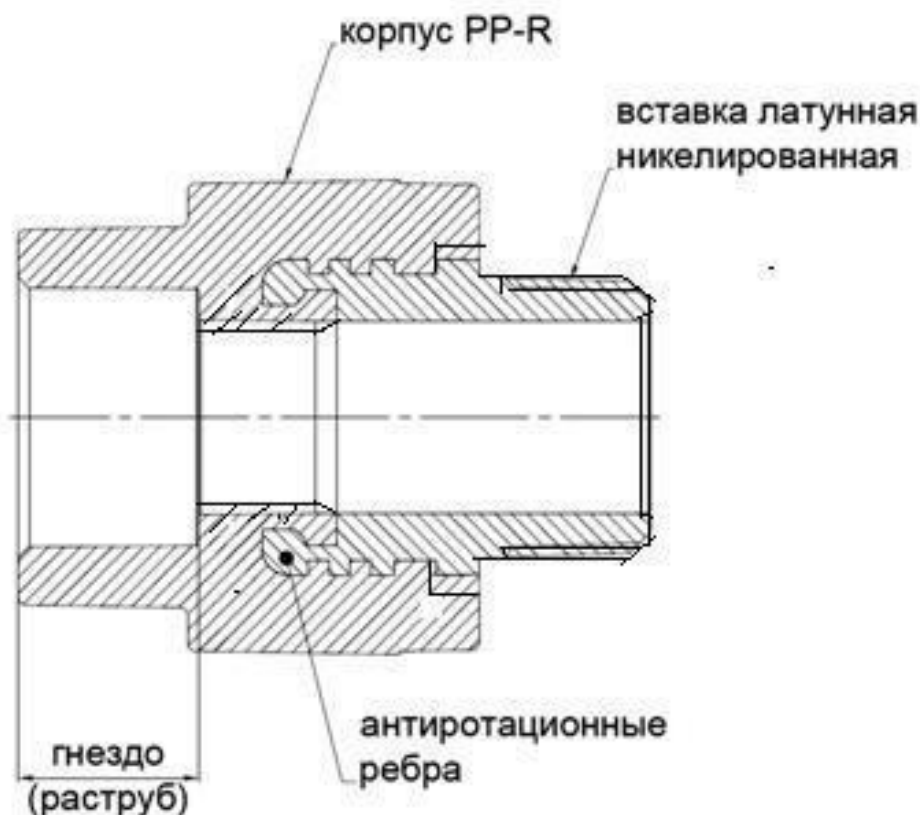 корпус PP-R
вставка латунная
никелированная
антиротационные
ребра
гнездо
(раструб)